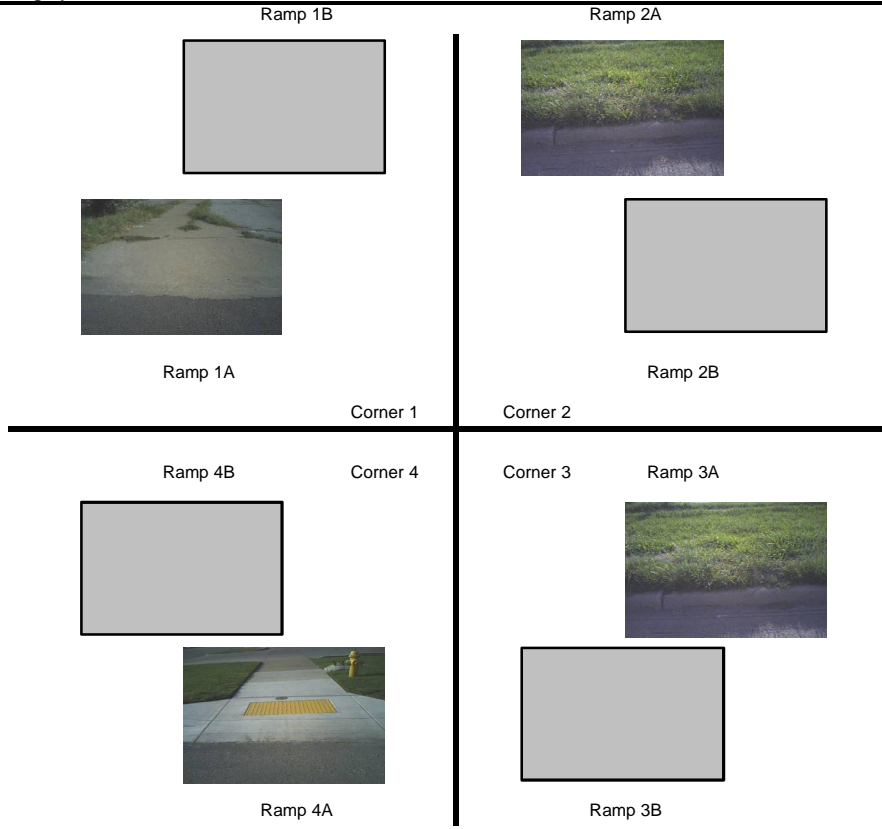 Ramp 1B Ramp 2A
Ramp 1A Ramp 2B
Corner 1 Corner 2
Ramp 4B Corner 4 Corner 3 Ramp 3A
Ramp 4A Ramp 3B